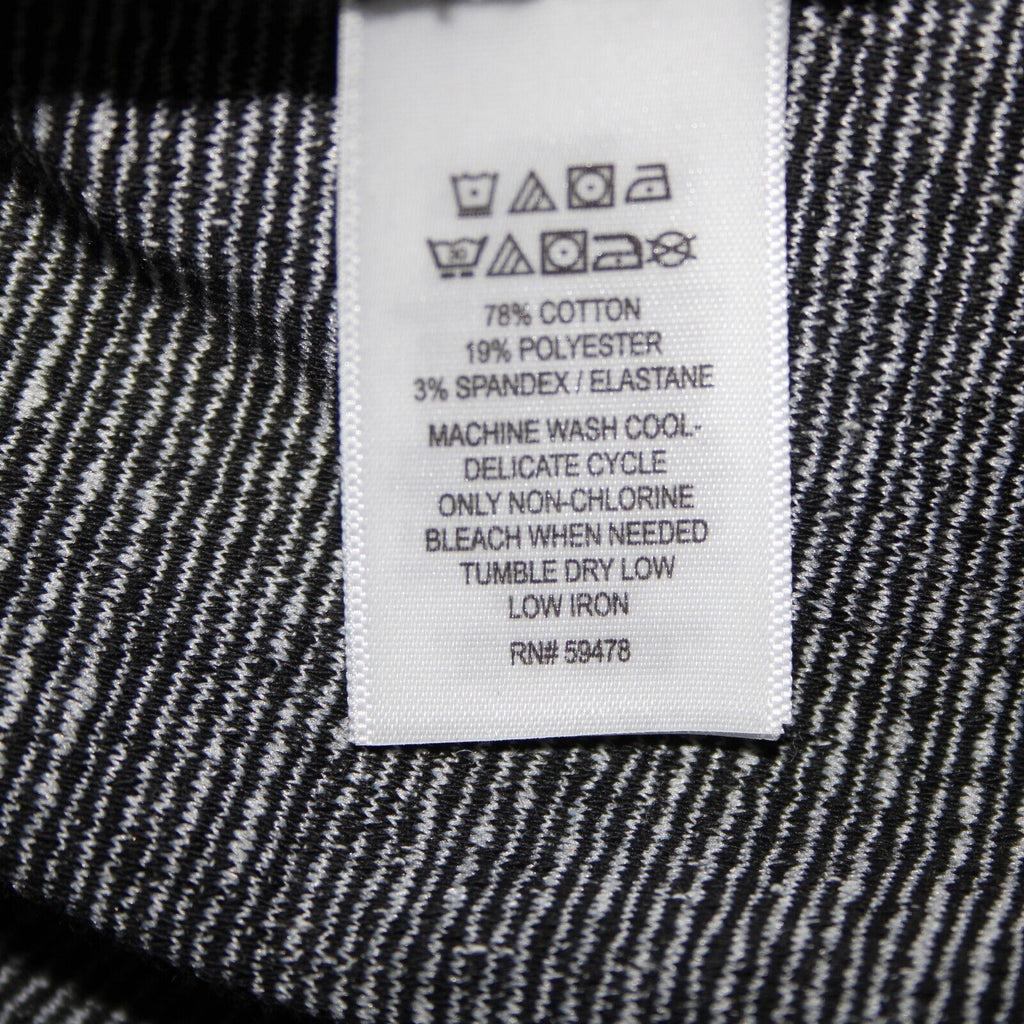 78% COTTON
19% POLYESTER
3% SPANDEX / ELASTANE
MACHINE WASH COOL-
DELICATE CYCLE
ONLY NON-CHLORINE
BLEACH WHEN NEEDED
TUMBLE DRY LOW
LOW IRON
RN# 59478